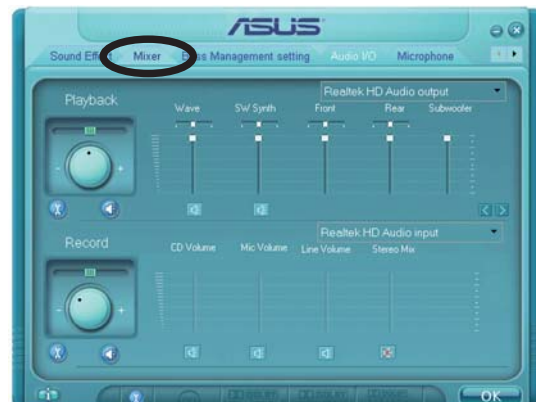 ASUS
Sound Eff Mixer Bass Management setting Audio I/O Microphone
Realtek HD Audio output
Playback
Wave SW Synth Front Rear Subwoofer
Realtek HD Audio input
Record
CD Volume Mic Volume Line Volume Stereo Mix
OK